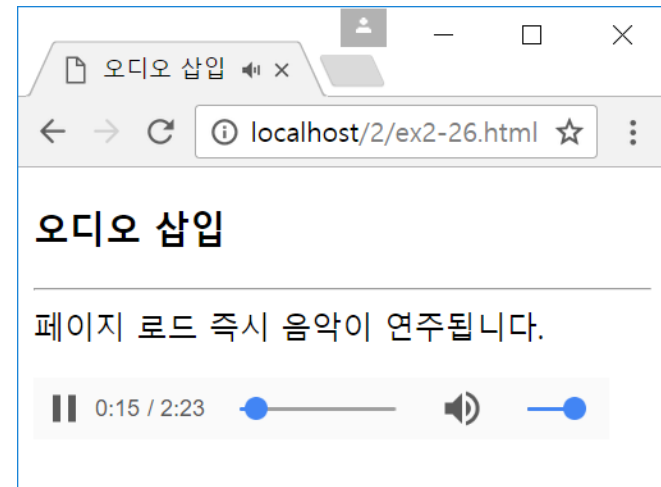 오디오 삽입
localhost/2/ex2-26.html
오디오 삽입
페이지 로드 즉시 음악이 연주됩니다.
0:15 / 2:23